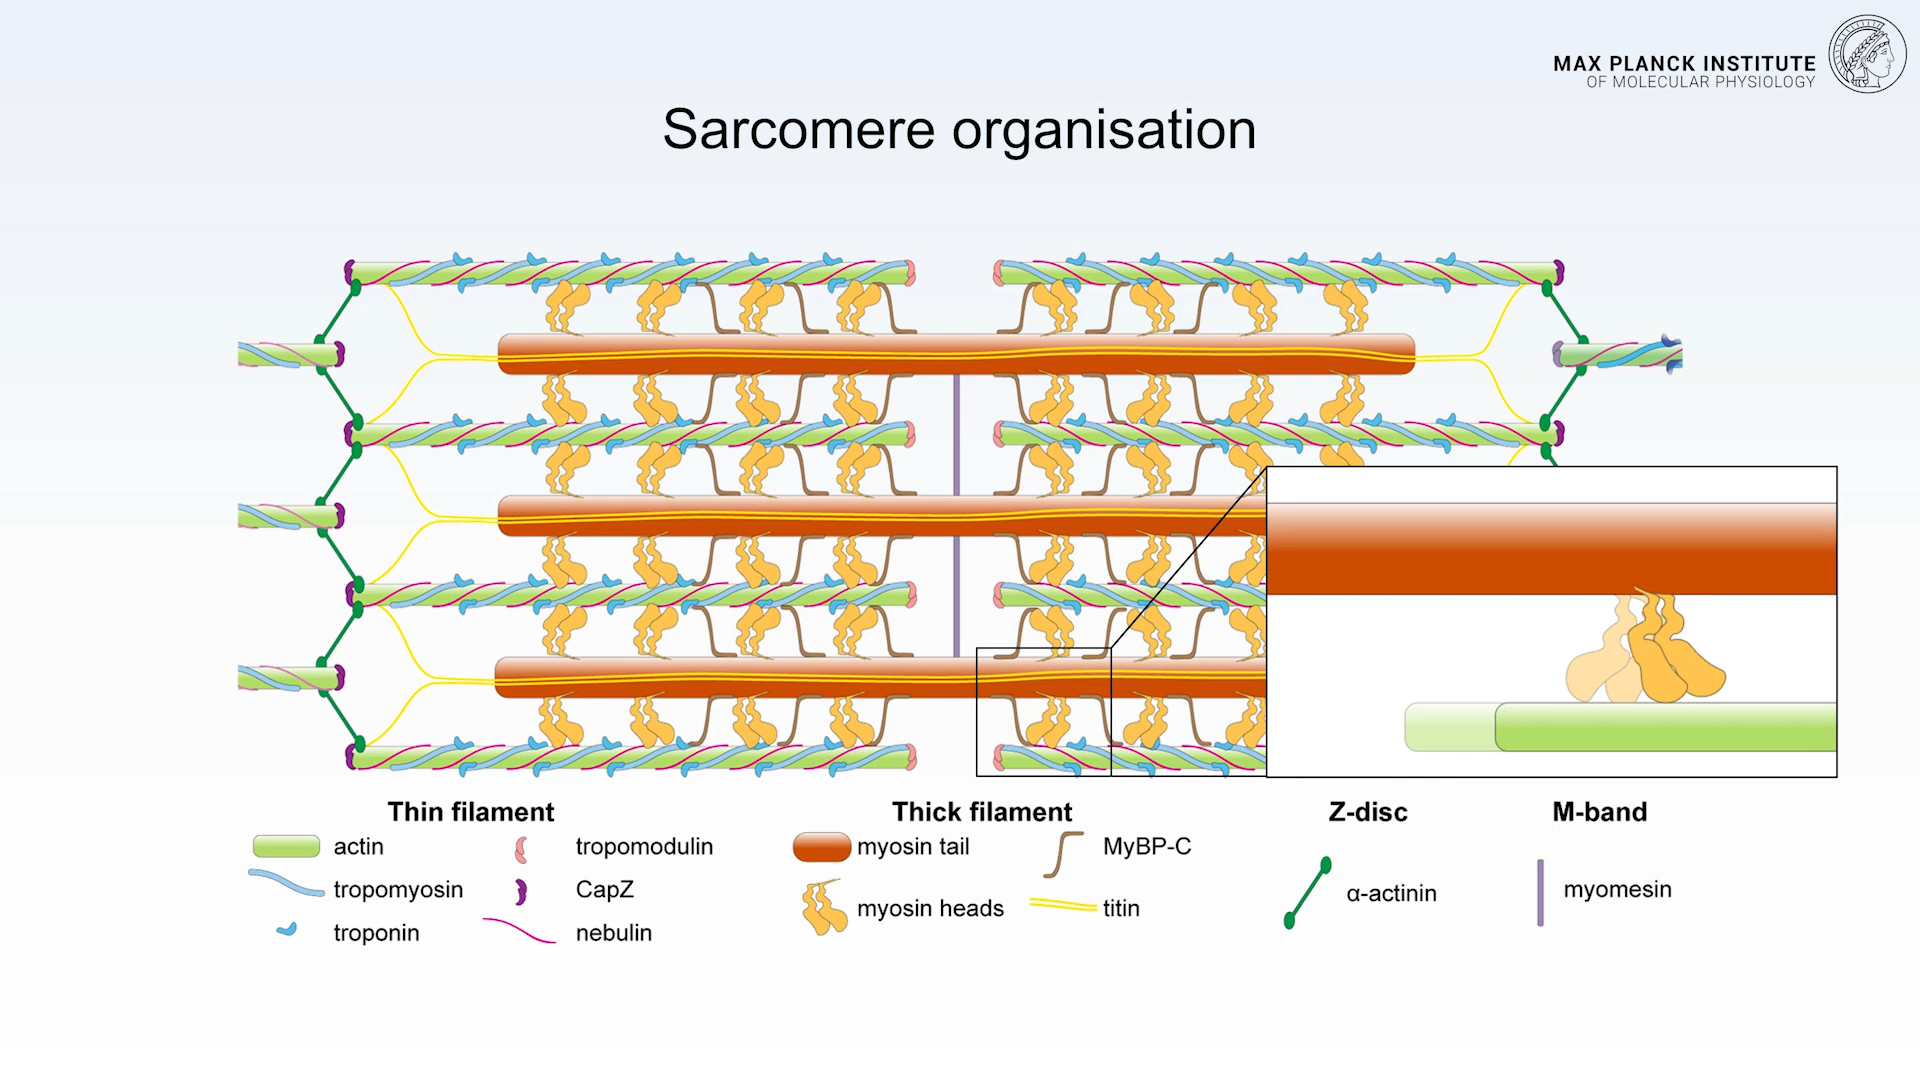 MAX PLANCK INSTITUTE
OF MOLECULAR PHYSIOLOGY
Sarcomere organisation
Thin filament
actin
tropomyosin
troponin
tropomodulin
CapZ
nebulin
Thick filament
myosin tail
myosin heads
MyBP-C
titin
Z-disc
α-actinin
M-band
myomesin